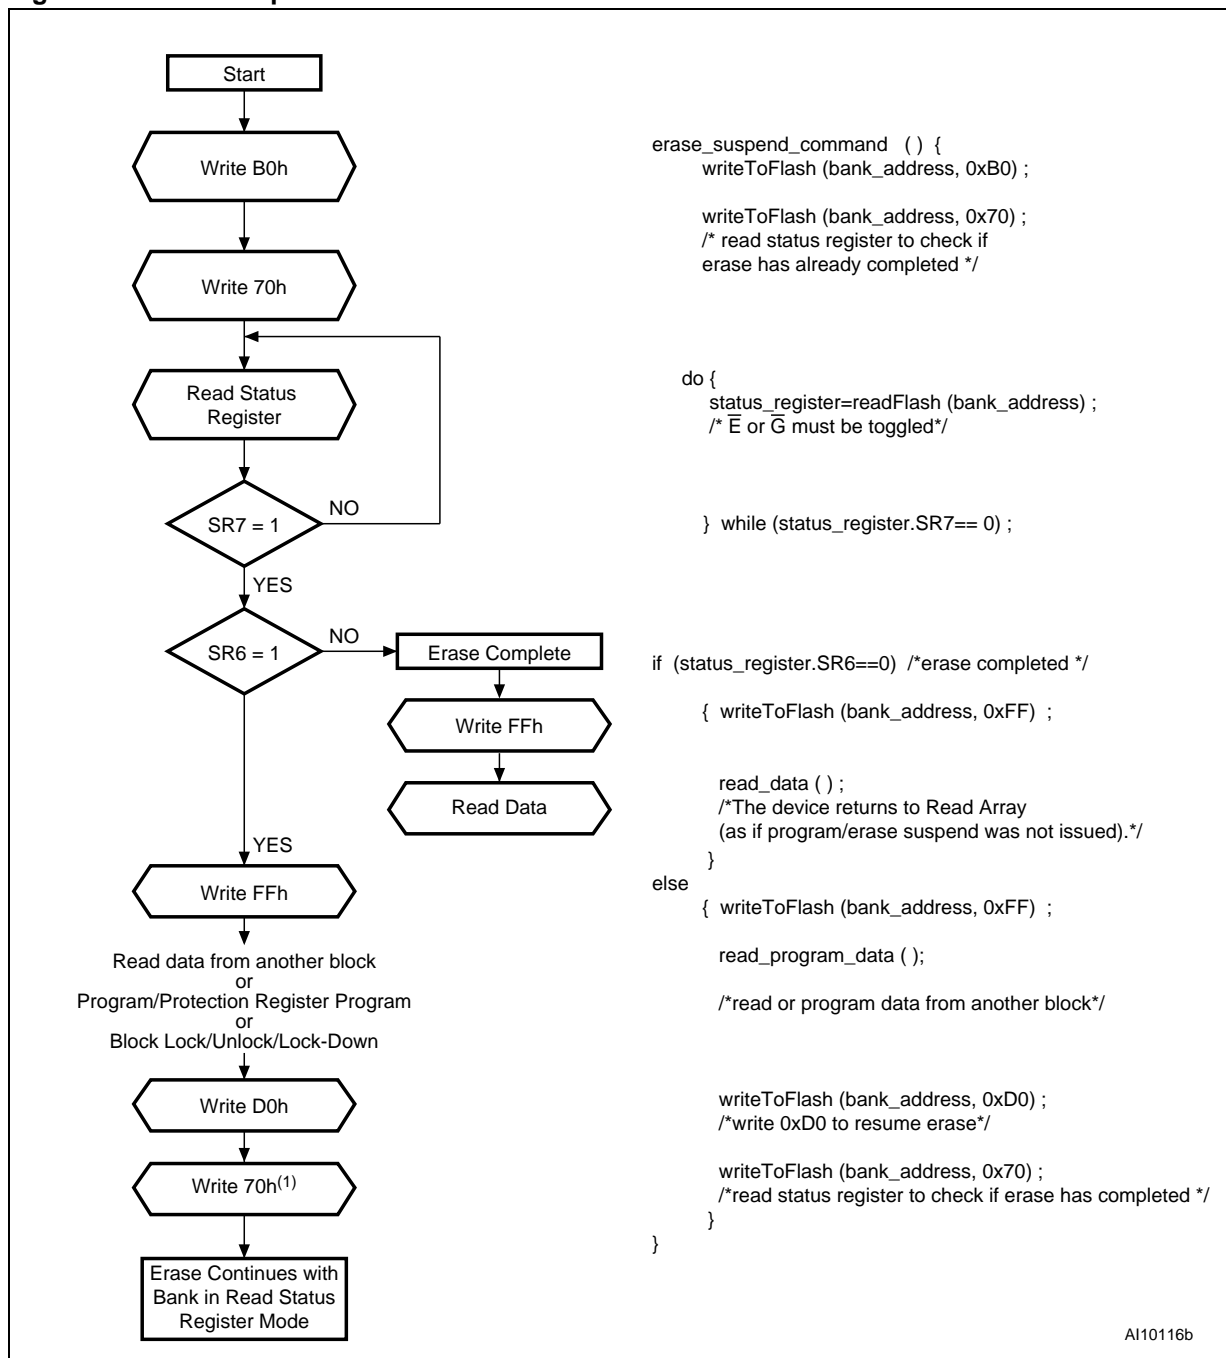 Start
Write B0h
Write 70h
Read Status
Register
SR7 = 1
NO
YES
SR6 = 1
NO
Erase Complete
Write FFh
Read Data
YES
Write FFh
Read data from another block
or
Program/Protection Register Program
or
Block Lock/Unlock/Lock-Down
Write D0h
Write 70h(1)
Erase Continues with
Bank in Read Status
Register Mode
erase_suspend_command ( ) {
writeToFlash (bank_address, 0xB0) ;
writeToFlash (bank_address, 0x70) ;
/* read status register to check if
erase has already completed */
do {
status_register=readFlash (bank_address) ;
/* E̅ or G̅ must be toggled*/
} while (status_register.SR7== 0) ;
if (status_register.SR6==0) /*erase completed */
{ writeToFlash (bank_address, 0xFF) ;
read_data ( ) ;
/*The device returns to Read Array
(as if program/erase suspend was not issued).*/
}
else
{ writeToFlash (bank_address, 0xFF) ;
read_program_data ( );
/*read or program data from another block*/
writeToFlash (bank_address, 0xD0) ;
/*write 0xD0 to resume erase*/
writeToFlash (bank_address, 0x70) ;
/*read status register to check if erase has completed */
}
}
AI10116b